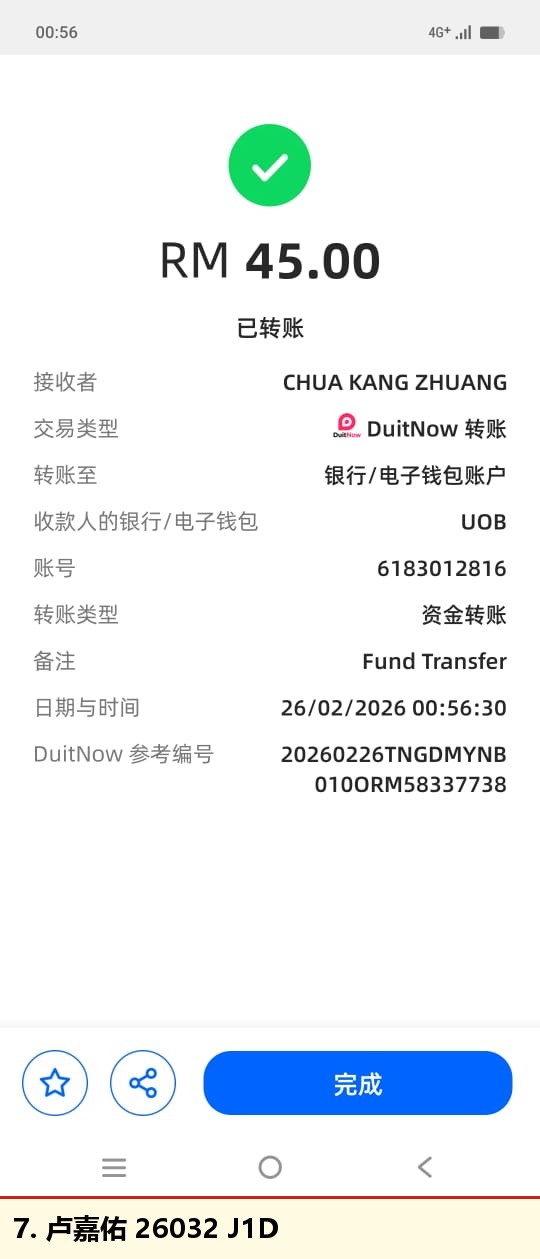 00:56
4G+
RM 45.00
已转账
接收者 CHUA KANG ZHUANG
交易类型 DuitNow DuitNow 转账
转账至 银行/电子钱包账户
收款人的银行/电子钱包 UOB
账号 6183012816
转账类型 资金转账
备注 Fund Transfer
日期与时间 26/02/2026 00:56:30
DuitNow 参考编号 20260226TNGDMYNB
010ORM58337738
完成
7. 卢嘉佑 26032 J1D